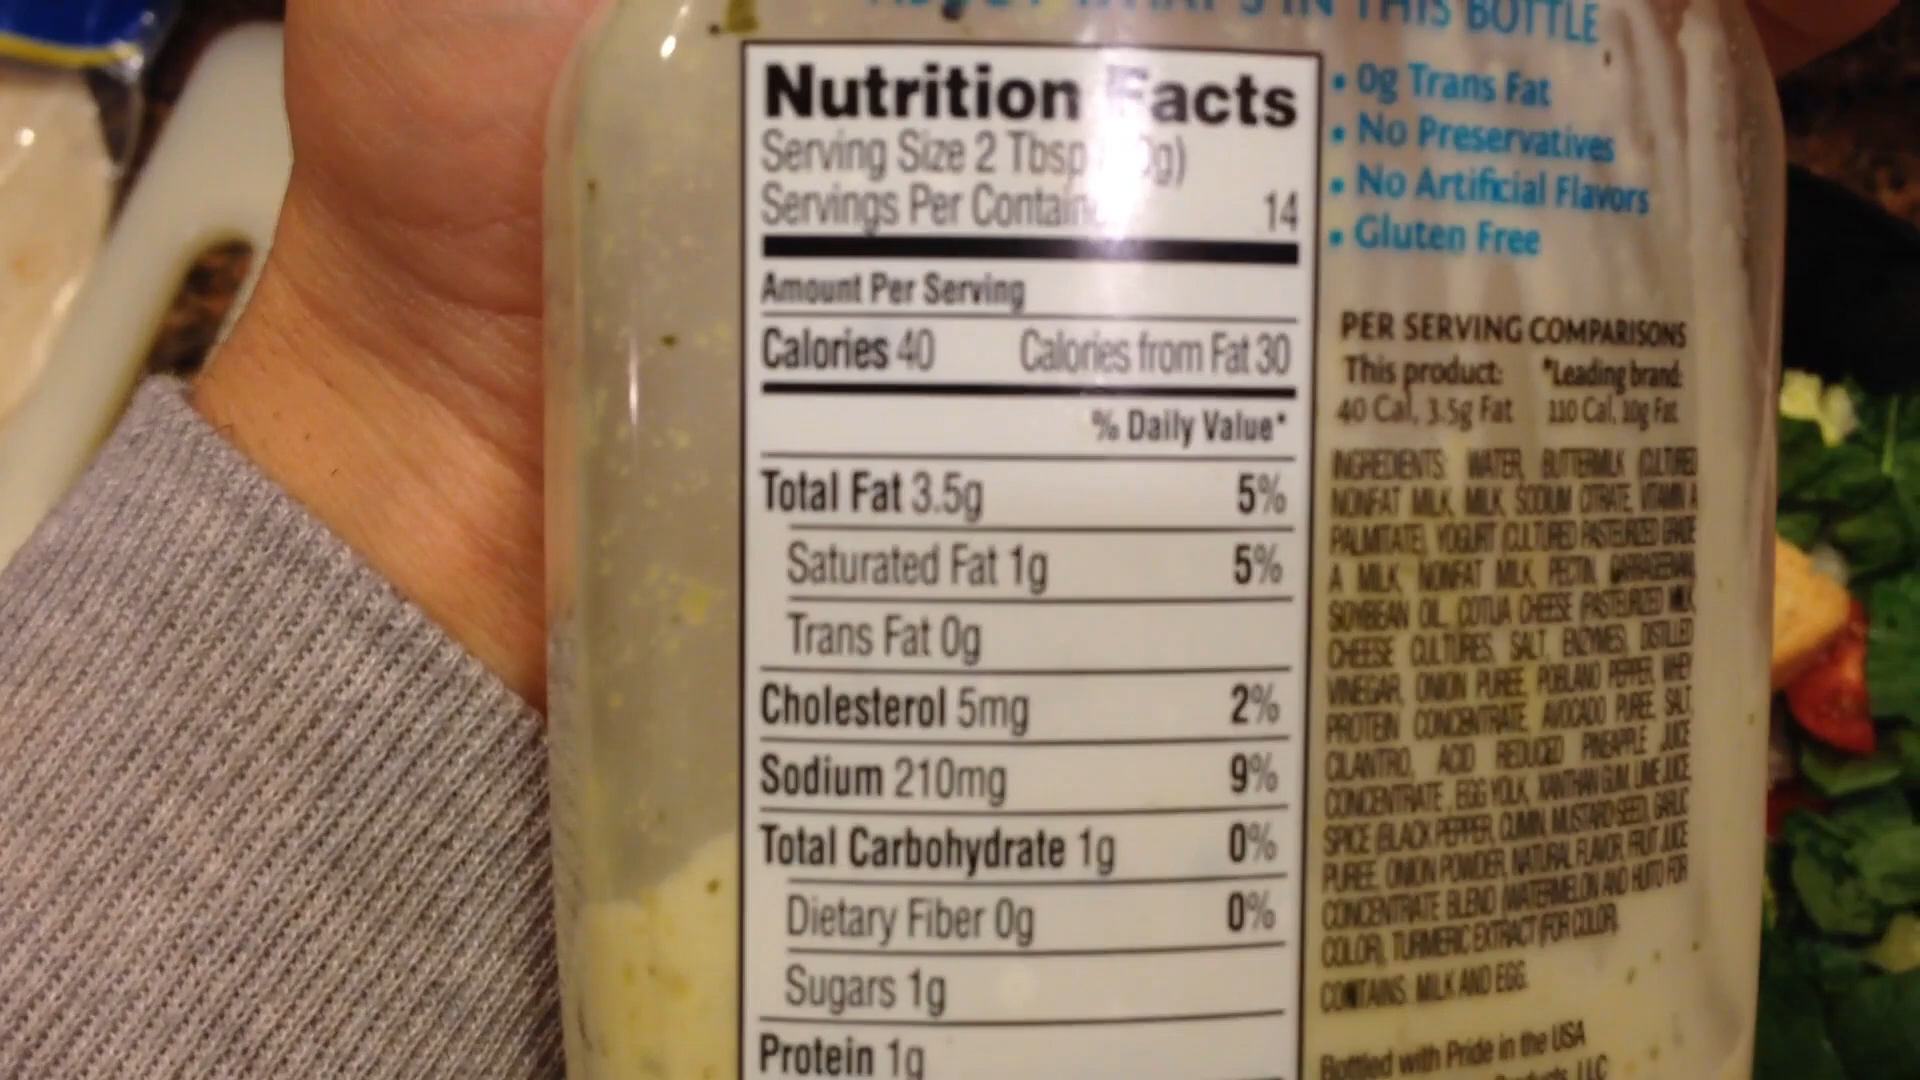 IN THIS BOTTLE
Nutrition Facts
Serving Size 2 Tbsp g)
Servings Per Contain 14
Amount Per Serving
Calories 40 Calories from Fat 30
% Daily Value*
Total Fat 3.5g 5%
Saturated Fat 1g 5%
Trans Fat 0g
Cholesterol 5mg 2%
Sodium 210mg 9%
Total Carbohydrate 1g 0%
Dietary Fiber 0g 0%
Sugars 1g
Protein 1g
• 0g Trans Fat
• No Preservatives
• No Artificial Flavors
• Gluten Free
PER SERVING COMPARISONS
This product: *Leading brand:
40 Cal, 3.5g Fat 110 Cal, 10g Fat
INGREDIENTS: WATER, BUTTERMILK (CULTURED
NONFAT MILK, MILK, SODIUM CITRATE, VITAMIN A
PALMITATE), YOGURT (CULTURED PASTEURIZED GRADE
A MILK, NONFAT MILK, PECTIN, CARRAGEENAN),
SOYBEAN OIL, COTIJA CHEESE (PASTEURIZED MILK,
CHEESE CULTURES, SALT, ENZYMES), DISTILLED
VINEGAR, ONION PUREE, POBLANO PEPPER, WHEY
PROTEIN CONCENTRATE, AVOCADO PUREE, SALT,
CILANTRO, ACID REDUCED PINEAPPLE JUICE
CONCENTRATE, EGG YOLK, XANTHAN GUM, LIME JUICE,
SPICE (BLACK PEPPER, CUMIN, MUSTARD SEED), GARLIC
PUREE, ONION POWDER, NATURAL FLAVOR, FRUIT JUICE
CONCENTRATE BLEND (WATERMELON AND HUITO FOR
COLOR), TURMERIC EXTRACT (FOR COLOR).
CONTAINS: MILK AND EGG.
Bottled with Pride in the USA
Products, LLC